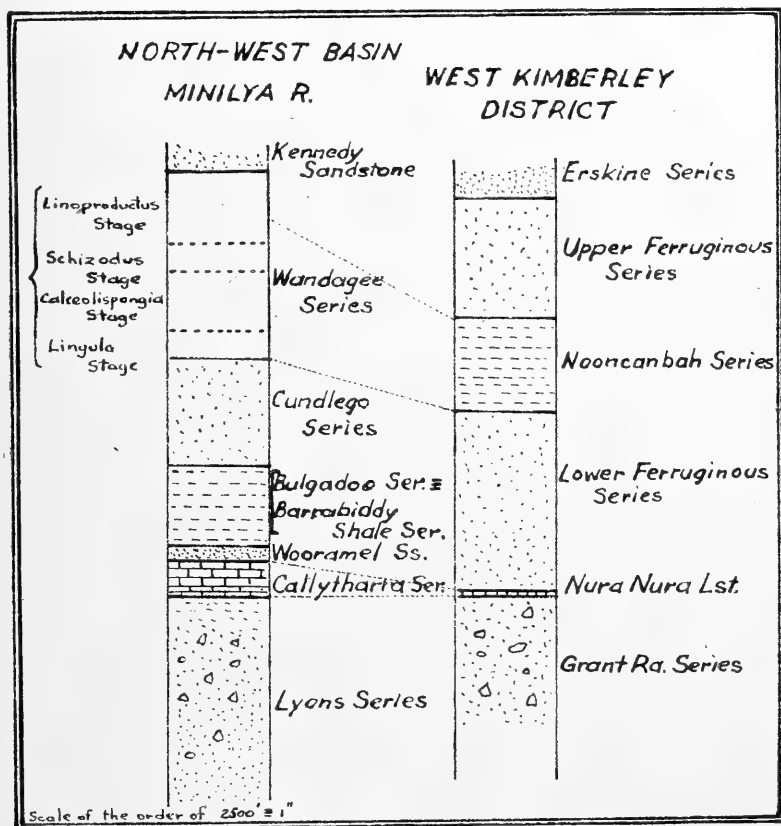 NORTH-WEST BASIN
MINILYA R.
Kennedy
Sandstone
Linoproductus
Stage
Schizodus
Stage
Calceolispongia
Stage
Lingula
Stage
Wandagee
Series
Cundlego
Series
Bulgadoo Ser. ≡
Barrabiddy
Shale Ser.
Wooramel Ss.
Callytharra Ser.
Lyons Series
WEST KIMBERLEY
DISTRICT
Erskine Series
Upper Ferruginous
Series
Nooncanbah Series
Lower Ferruginous
Series
Nura Nura Lst.
Grant Ra. Series
Scale of the order of 2500' ≡ 1"